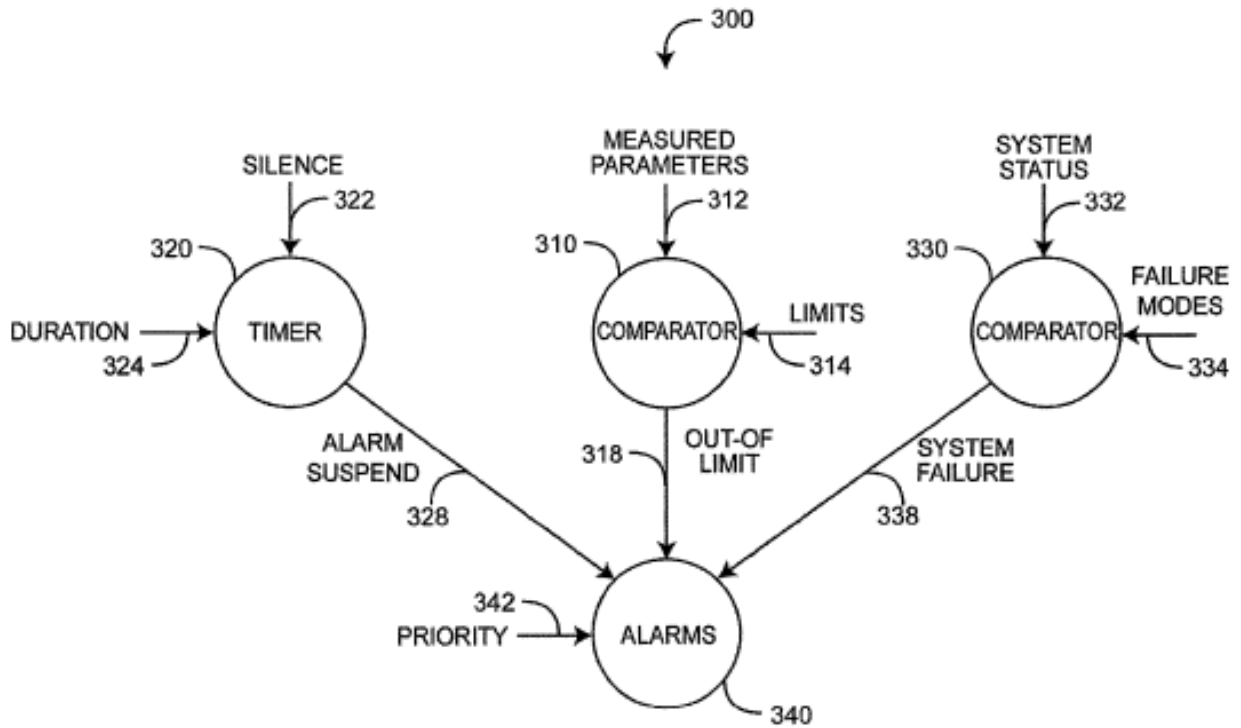 300
MEASURED
PARAMETERS
SYSTEM
STATUS
SILENCE
322
312
332
320
310
330
FAILURE
MODES
DURATION
TIMER
COMPARATOR
LIMITS
COMPARATOR
324
314
334
ALARM
SUSPEND
318
OUT-OF
LIMIT
SYSTEM
FAILURE
328
338
342
PRIORITY
ALARMS
340